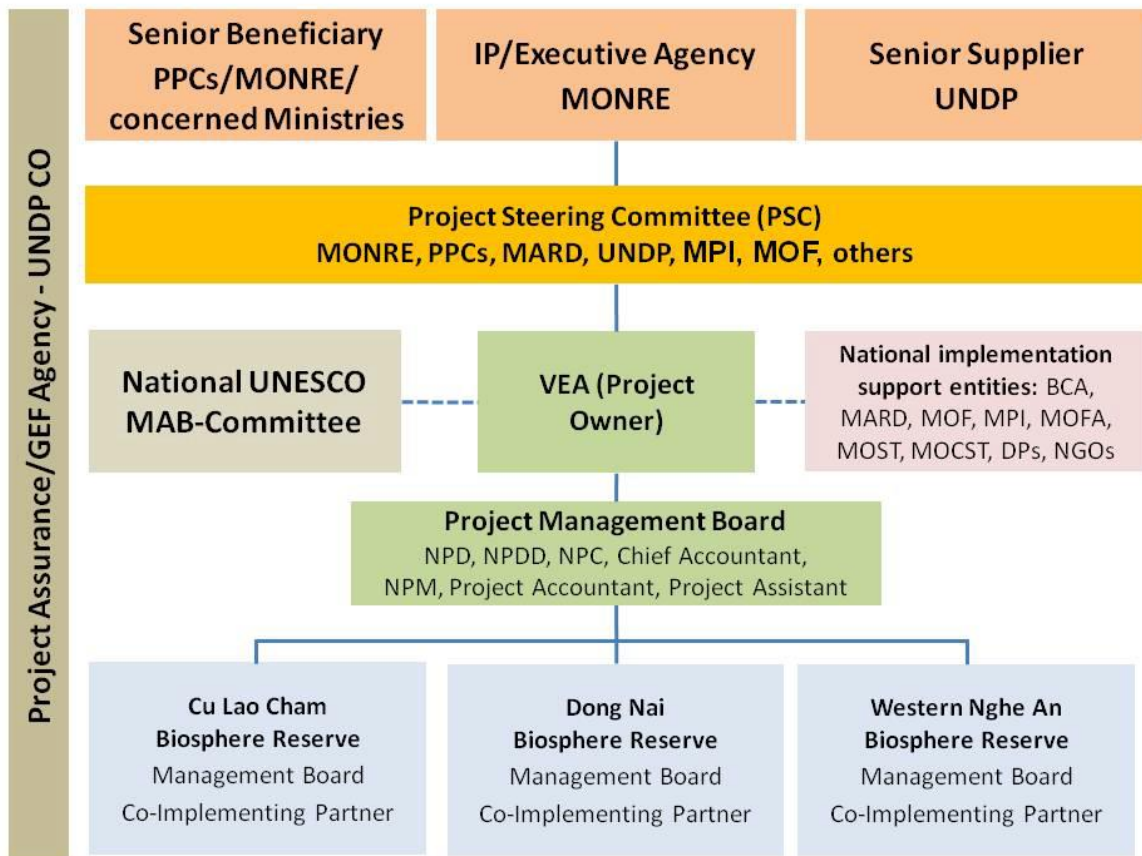 Project Assurance/GEF Agency - UNDP CO
Senior Beneficiary
PPCs/MONRE/
concerned Ministries
IP/Executive Agency
MONRE
Senior Supplier
UNDP
Project Steering Committee (PSC)
MONRE, PPCs, MARD, UNDP, MPI, MOF, others
National UNESCO
MAB-Committee
VEA (Project
Owner)
National implementation
support entities: BCA,
MARD, MOF, MPI, MOFA,
MOST, MOCST, DPs, NGOs
Project Management Board
NPD, NPDD, NPC, Chief Accountant,
NPM, Project Accountant, Project Assistant
Cu Lao Cham
Biosphere Reserve
Management Board
Co-Implementing Partner
Dong Nai
Biosphere Reserve
Management Board
Co-Implementing Partner
Western Nghe An
Biosphere Reserve
Management Board
Co-Implementing Partner